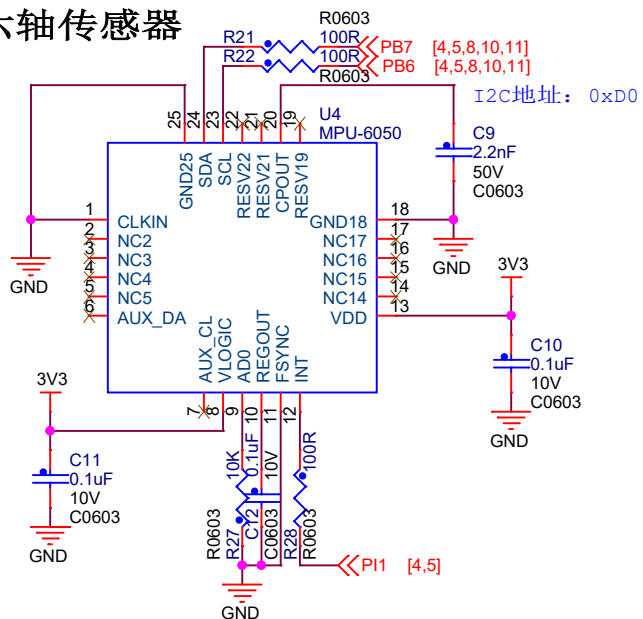 六轴传感器
R0603
R21
100R
PB7 [4,5,8,10,11]
R22
100R
PB6 [4,5,8,10,11]
R0603
I2C地址: 0xD0
U4
MPU-6050
25
24
23
22
21
20
19
GND25
SDA
SCL
RESV22
RESV21
CPOUT
RESV19
C9
2.2nF
50V
C0603
GND
1
2
3
4
5
6
CLKIN
NC2
NC3
NC4
NC5
AUX_DA
GND18
NC17
NC16
NC15
NC14
VDD
18
17
16
15
14
13
GND
3V3
C10
0.1uF
10V
C0603
GND
AUX_CL
VLOGIC
AD0
REGOUT
FSYNC
INT
7
8
9
10
11
12
3V3
C11
0.1uF
10V
C0603
GND
10K
0.1uF
10V
100R
R0603
R27
C12
C0603
R28
R0603
PI1 [4,5]
GND